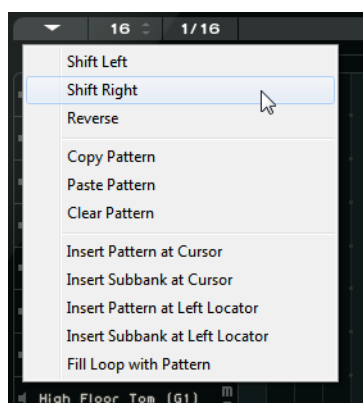 16 1/16
Shift Left
Shift Right
Reverse
Copy Pattern
Paste Pattern
Clear Pattern
Insert Pattern at Cursor
Insert Subbank at Cursor
Insert Pattern at Left Locator
Insert Subbank at Left Locator
Fill Loop with Pattern
High Floor Tom (G1) m